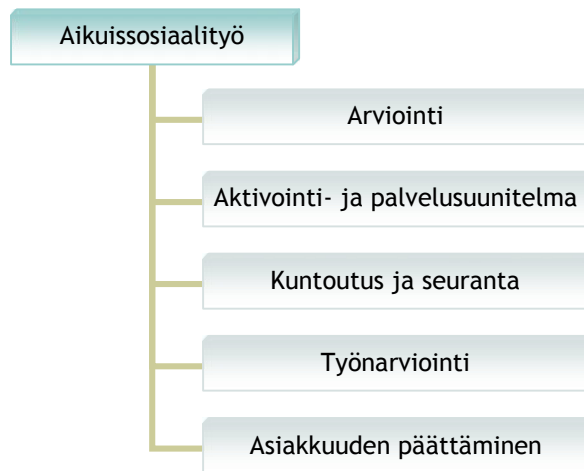 Aikuissosiaalityö
Arviointi
Aktivointi- ja palvelusuunitelma
Kuntoutus ja seuranta
Työnarviointi
Asiakkuuden päättäminen